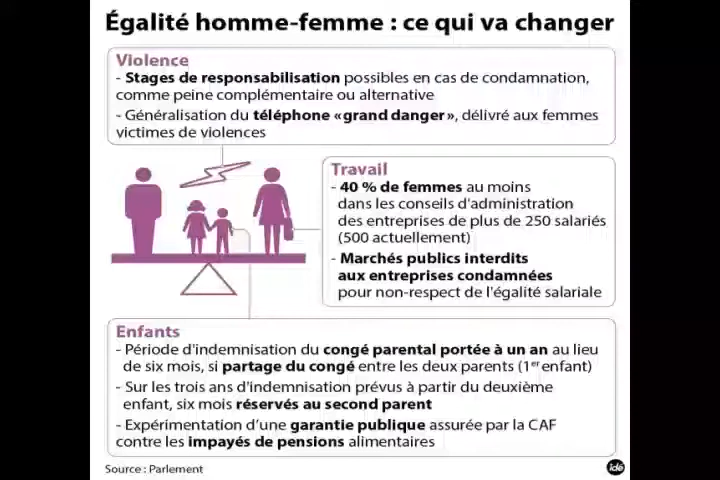 Égalité homme-femme : ce qui va changer
Violence
- Stages de responsabilisation possibles en cas de condamnation,
comme peine complémentaire ou alternative
- Généralisation du téléphone «grand danger», délivré aux femmes
victimes de violences
Travail
- 40 % de femmes au moins
dans les conseils d'administration
des entreprises de plus de 250 salariés
(500 actuellement)
- Marchés publics interdits
aux entreprises condamnées
pour non-respect de l'égalité salariale
Enfants
- Période d'indemnisation du congé parental portée à un an au lieu
de six mois, si partage du congé entre les deux parents (1er enfant)
- Sur les trois ans d'indemnisation prévus à partir du deuxième
enfant, six mois réservés au second parent
- Expérimentation d'une garantie publique assurée par la CAF
contre les impayés de pensions alimentaires
Source : Parlement
idé